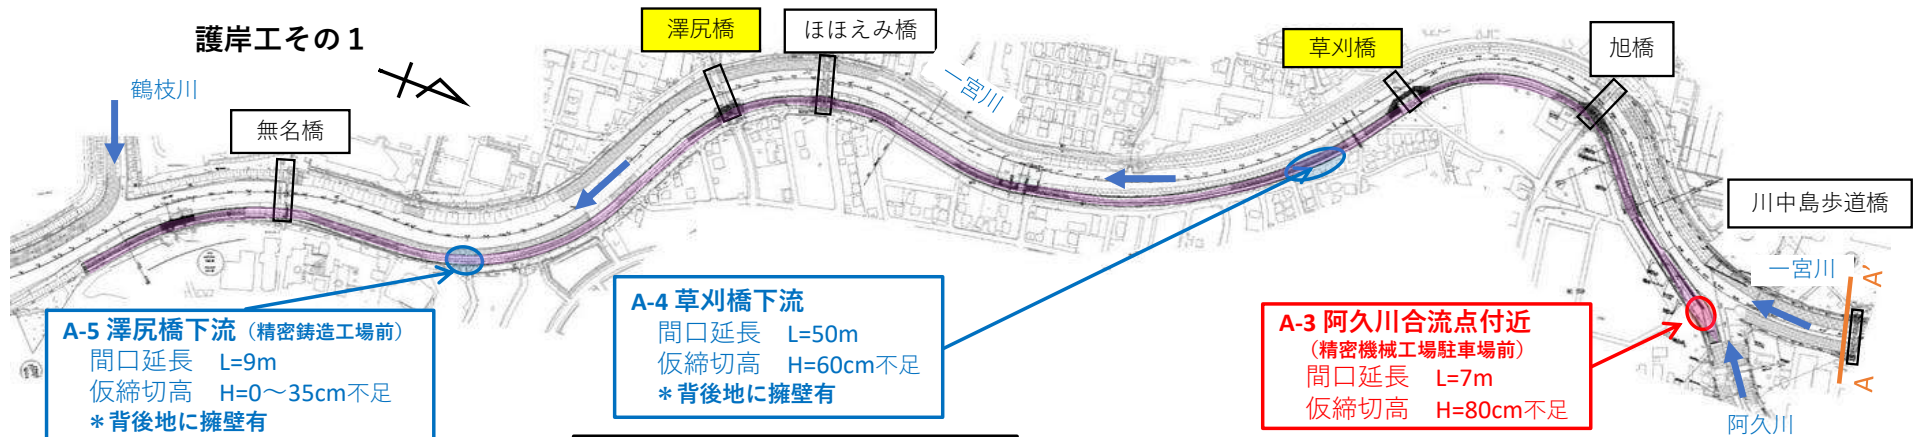 護岸工その１
澤尻橋
ほほえみ橋
草刈橋
旭橋
鶴枝川
無名橋
一宮川
川中島歩道橋
一宮川
A'
A
阿久川
A-5 澤尻橋下流（精密鋳造工場前）
間口延長　L=9m
仮締切高　H=0～35cm不足
＊背後地に擁壁有
A-4 草刈橋下流
間口延長　L=50m
仮締切高　H=60cm不足
＊背後地に擁壁有
A-3 阿久川合流点付近
（精密機械工場駐車場前）
間口延長　L=7m
仮締切高　H=80cm不足